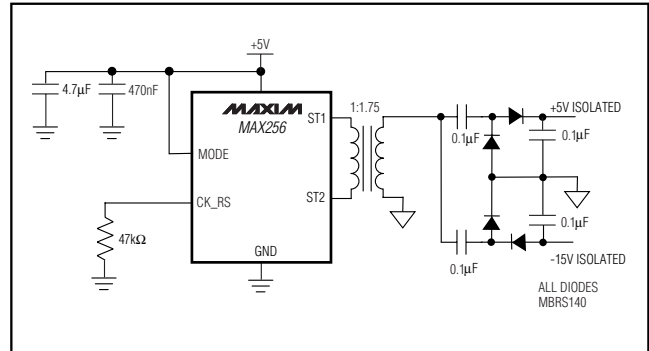 +5V
4.7µF
470nF
MAXIM
MAX256
ST1
1:1.75
+5V ISOLATED
0.1µF
0.1µF
MODE
CK_RS
ST2
47kΩ
0.1µF
GND
0.1µF
-15V ISOLATED
ALL DIODES
MBRS140